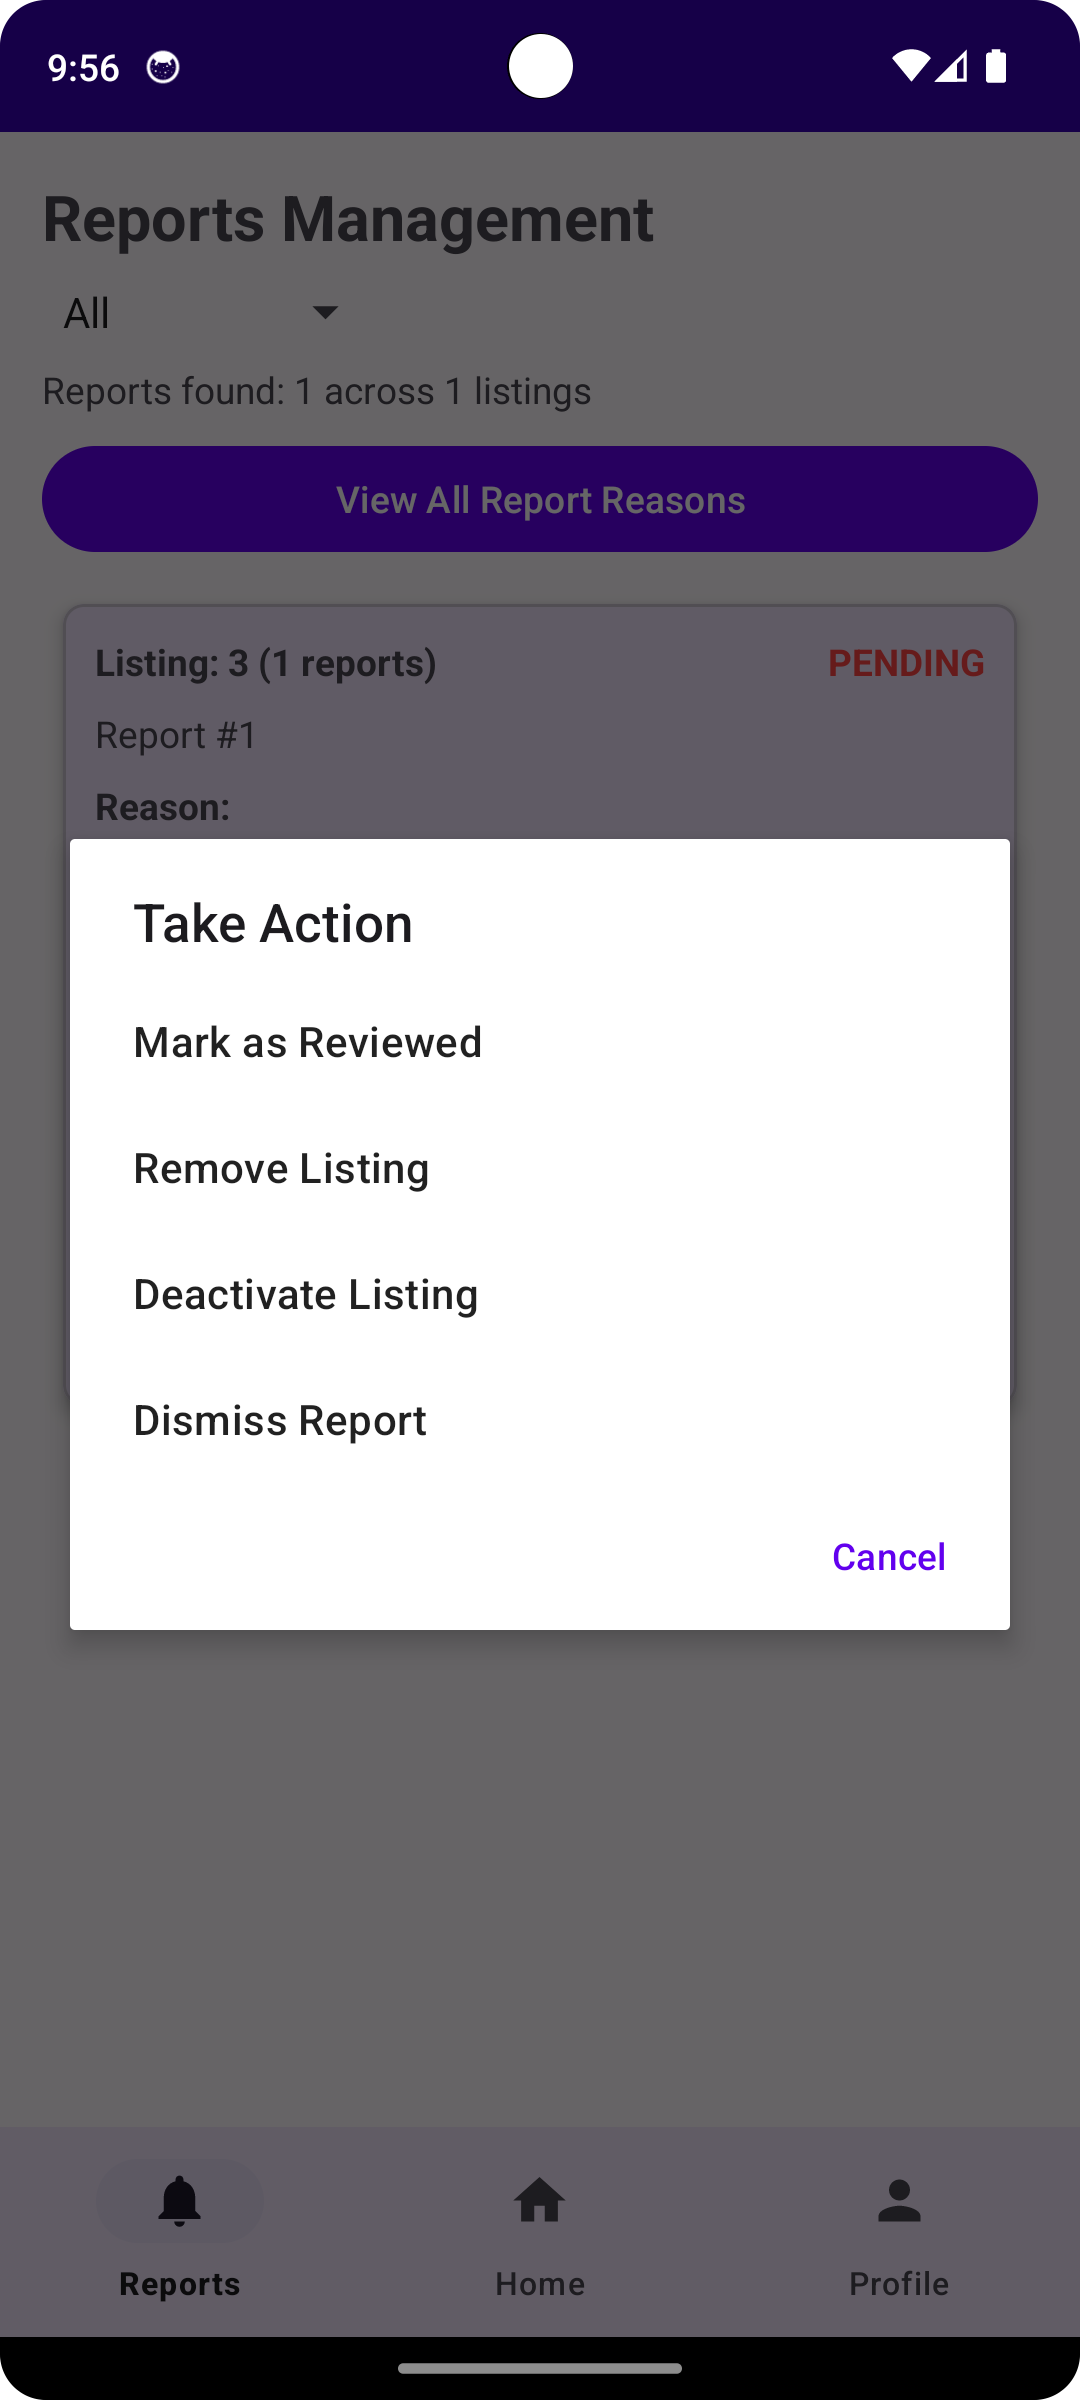 9:56
Reports Management
All
Reports found: 1 across 1 listings
View All Report Reasons
Listing: 3 (1 reports) PENDING
Report #1
Reason:
Take Action
Mark as Reviewed
Remove Listing
Deactivate Listing
Dismiss Report
Cancel
Reports Home Profile